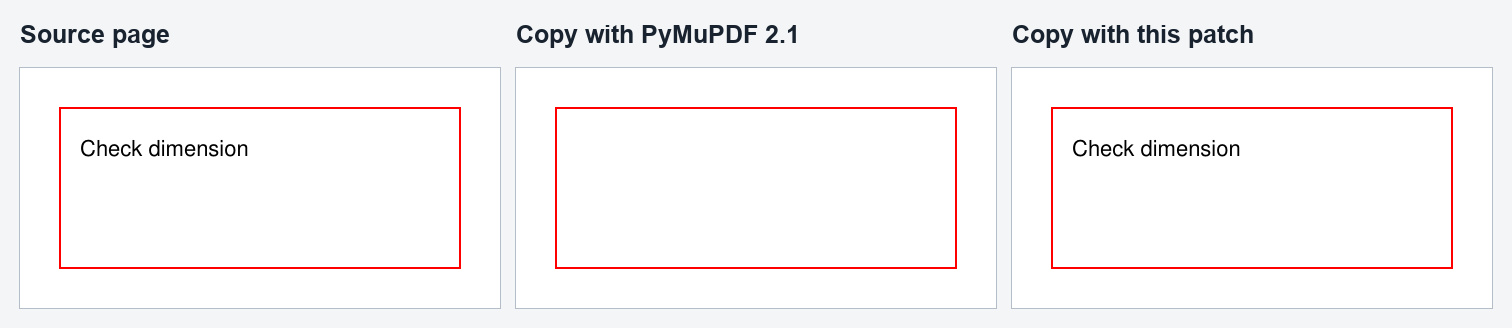 Source page
Copy with PyMuPDF 2.1
Copy with this patch
Check dimension
Check dimension